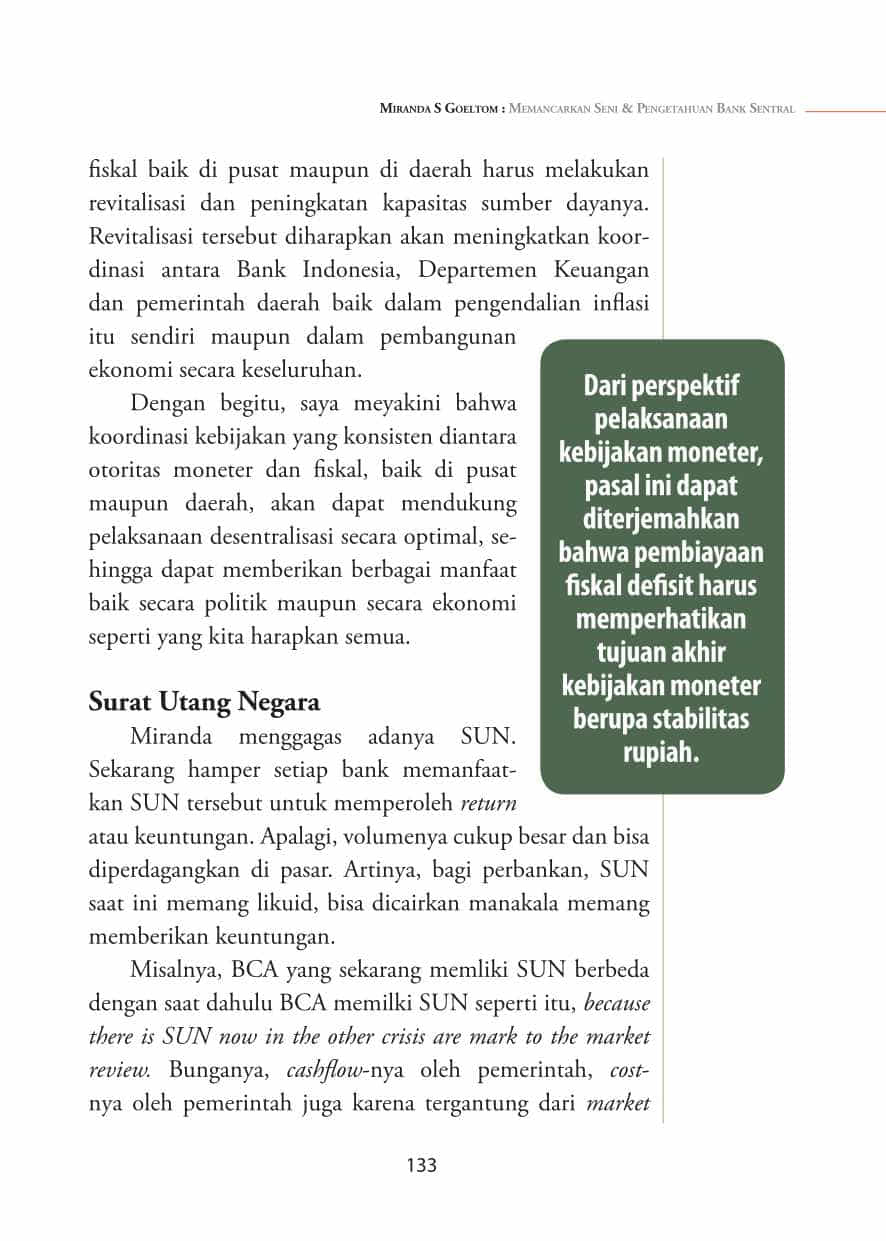 Miranda S Goeltom : Memancarkan Seni & Pengetahuan Bank Sentral
fiskal baik di pusat maupun di daerah harus melakukan
revitalisasi dan peningkatan kapasitas sumber dayanya.
Revitalisasi tersebut diharapkan akan meningkatkan koor-
dinasi antara Bank Indonesia, Departemen Keuangan
dan pemerintah daerah baik dalam pengendalian inflasi
itu sendiri maupun dalam pembangunan
ekonomi secara keseluruhan.
Dengan begitu, saya meyakini bahwa
koordinasi kebijakan yang konsisten diantara
otoritas moneter dan fiskal, baik di pusat
maupun daerah, akan dapat mendukung
pelaksanaan desentralisasi secara optimal, se-
hingga dapat memberikan berbagai manfaat
baik secara politik maupun secara ekonomi
seperti yang kita harapkan semua.
Dari perspektif
pelaksanaan
kebijakan moneter,
pasal ini dapat
diterjemahkan
bahwa pembiayaan
fiskal defisit harus
memperhatikan
tujuan akhir
kebijakan moneter
berupa stabilitas
rupiah.
Surat Utang Negara
Miranda menggagas adanya SUN.
Sekarang hamper setiap bank memanfaat-
kan SUN tersebut untuk memperoleh return
atau keuntungan. Apalagi, volumenya cukup besar dan bisa
diperdagangkan di pasar. Artinya, bagi perbankan, SUN
saat ini memang likuid, bisa dicairkan manakala memang
memberikan keuntungan.
Misalnya, BCA yang sekarang memliki SUN berbeda
dengan saat dahulu BCA memilki SUN seperti itu, because
there is SUN now in the other crisis are mark to the market
review. Bunganya, cashflow-nya oleh pemerintah, cost-
nya oleh pemerintah juga karena tergantung dari market
133